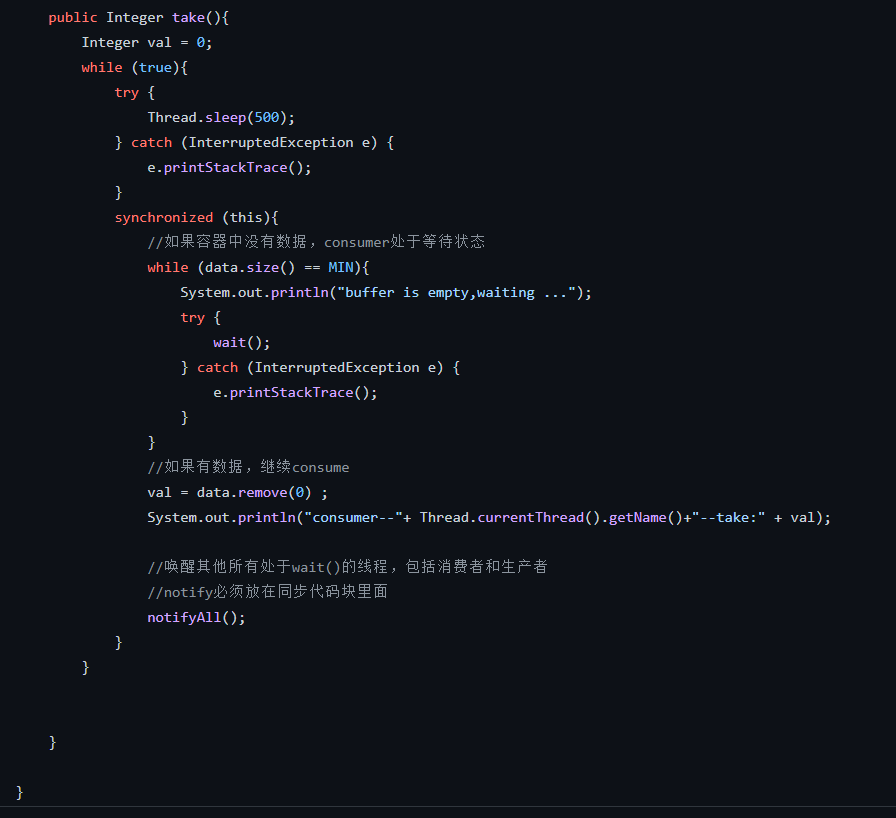 public Integer take(){
Integer val = 0;
while (true){
try {
Thread.sleep(500);
} catch (InterruptedException e) {
e.printStackTrace();
}
synchronized (this){
//如果容器中没有数据，consumer处于等待状态
while (data.size() == MIN){
System.out.println("buffer is empty,waiting ...");
try {
wait();
} catch (InterruptedException e) {
e.printStackTrace();
}
}
//如果有数据，继续consume
val = data.remove(0) ;
System.out.println("consumer--"+ Thread.currentThread().getName()+"--take:" + val);
//唤醒其他所有处于wait()的线程，包括消费者和生产者
//notify必须放在同步代码块里面
notifyAll();
}
}
}
}